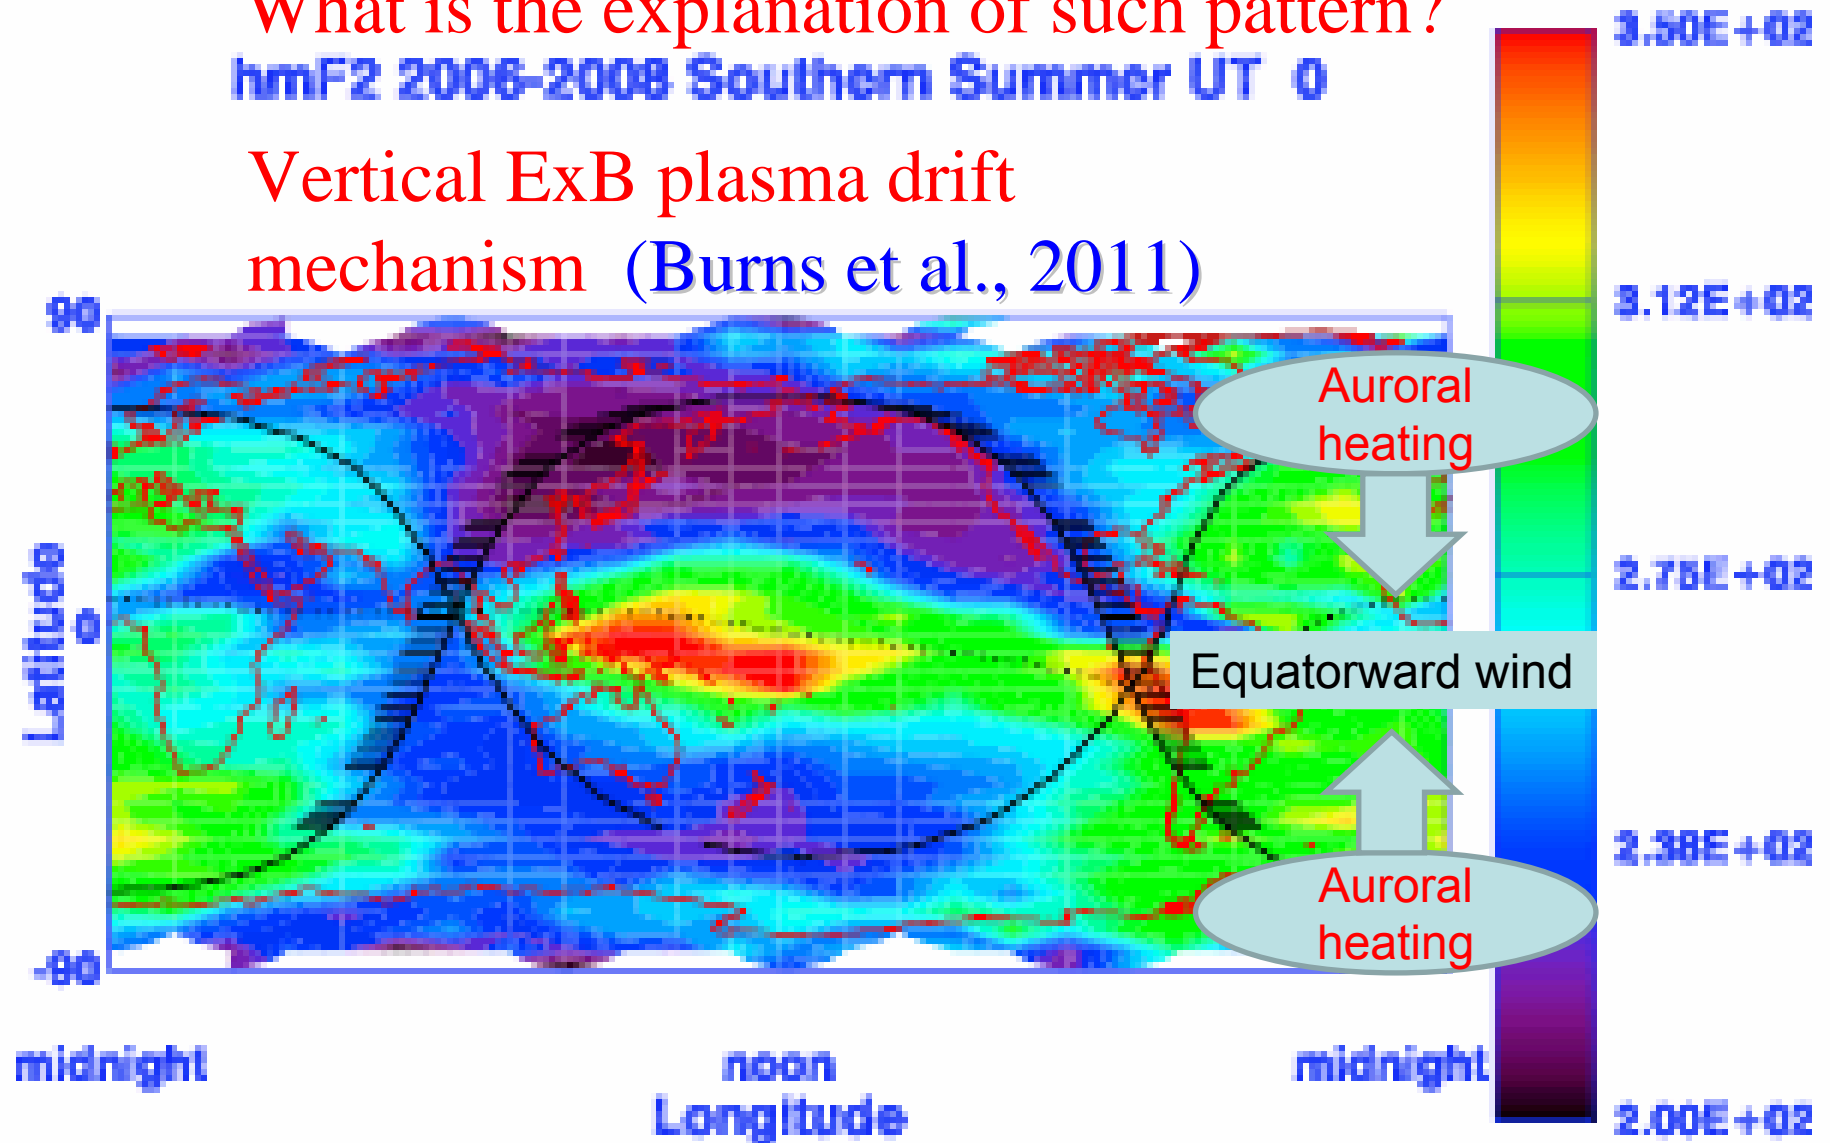 What is the explanation of such pattern?
hmF2 2006-2008 Southern Summer UT 0
Vertical ExB plasma drift
mechanism (Burns et al., 2011)
3.50E+02
3.12E+02
2.75E+02
2.38E+02
2.00E+02
90
0
-90
Latitude
Auroral
heating
Equatorward wind
Auroral
heating
midnight
noon
midnight
Longitude